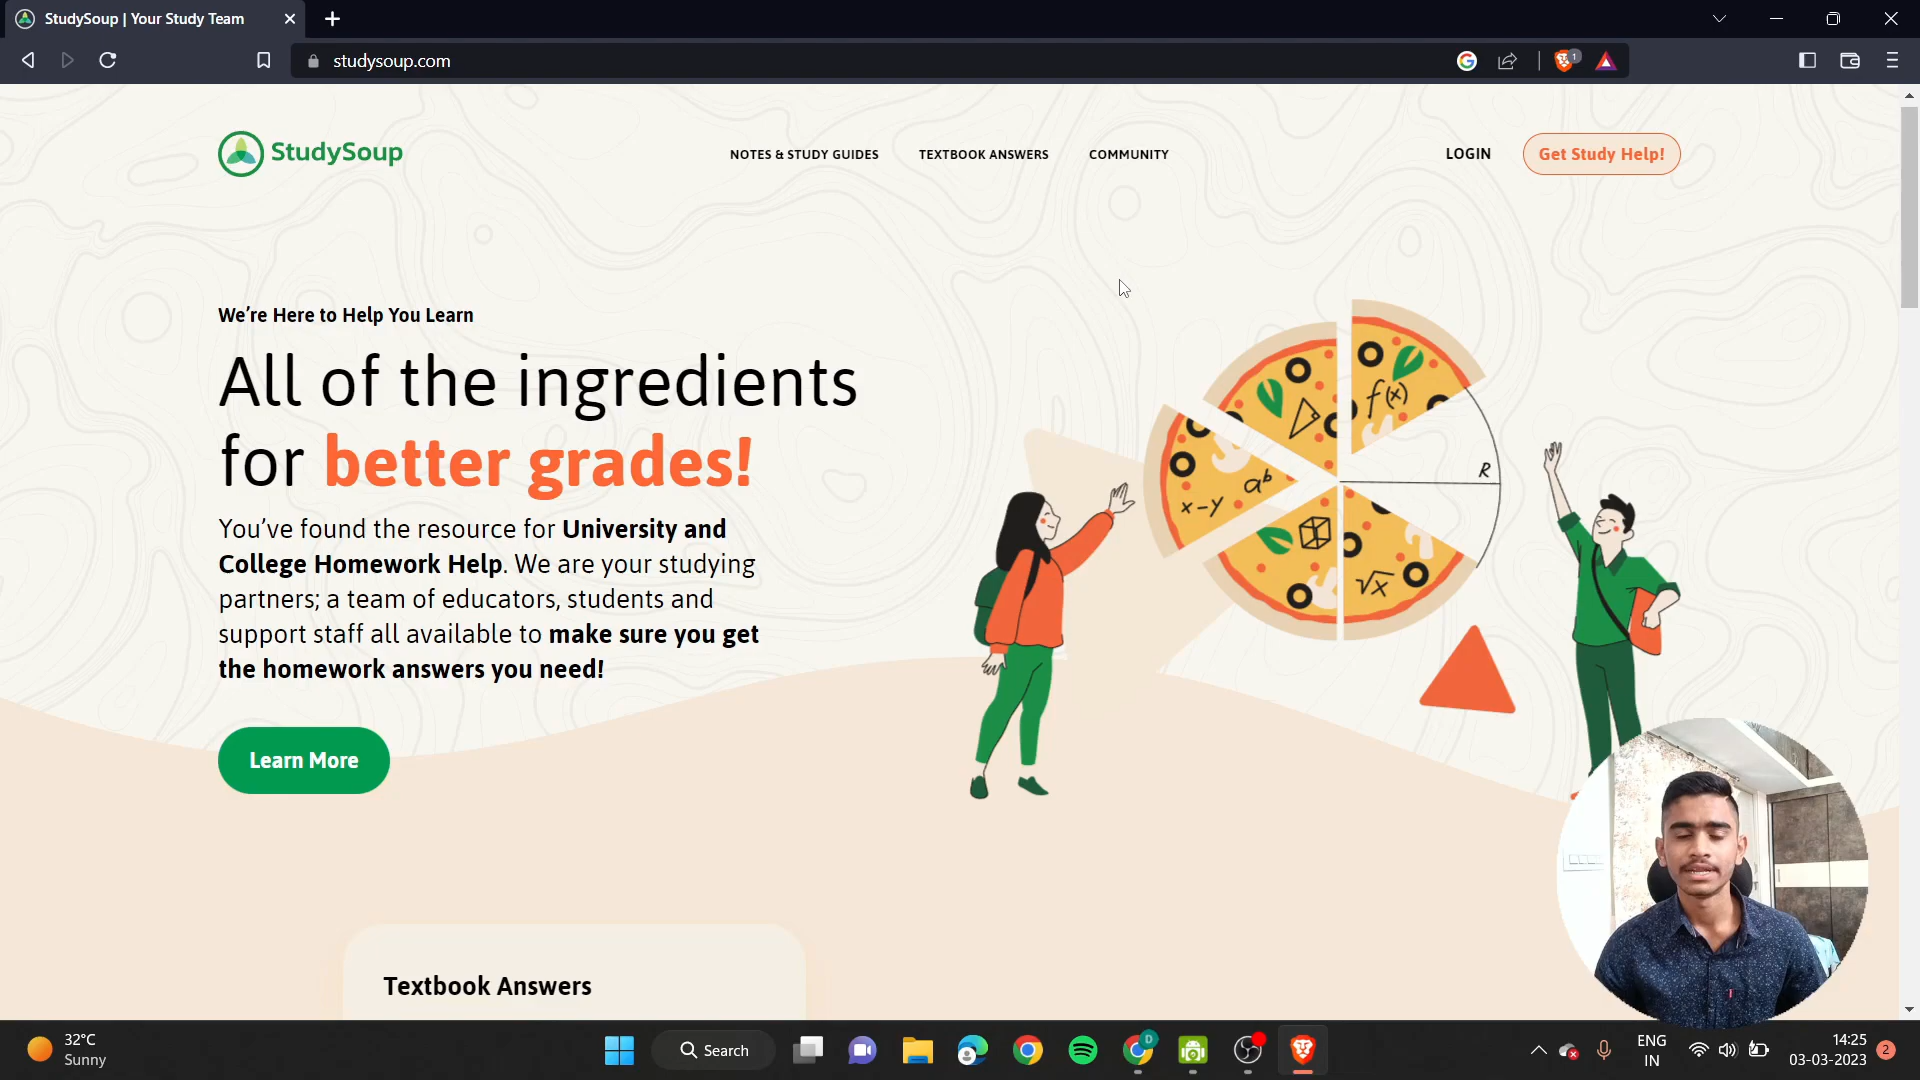 StudySoup | Your Study Team
studysoup.com
1
StudySoup
NOTES & STUDY GUIDES
TEXTBOOK ANSWERS
COMMUNITY
LOGIN
Get Study Help!
We're Here to Help You Learn
All of the ingredients
for better grades!
You've found the resource for University and
College Homework Help. We are your studying
partners; a team of educators, students and
support staff all available to make sure you get
the homework answers you need!
Learn More
f(x)
R
x-y
a^b
√x
Textbook Answers
32°C
Sunny
Search
D
ENG
IN
14:25
03-03-2023
2